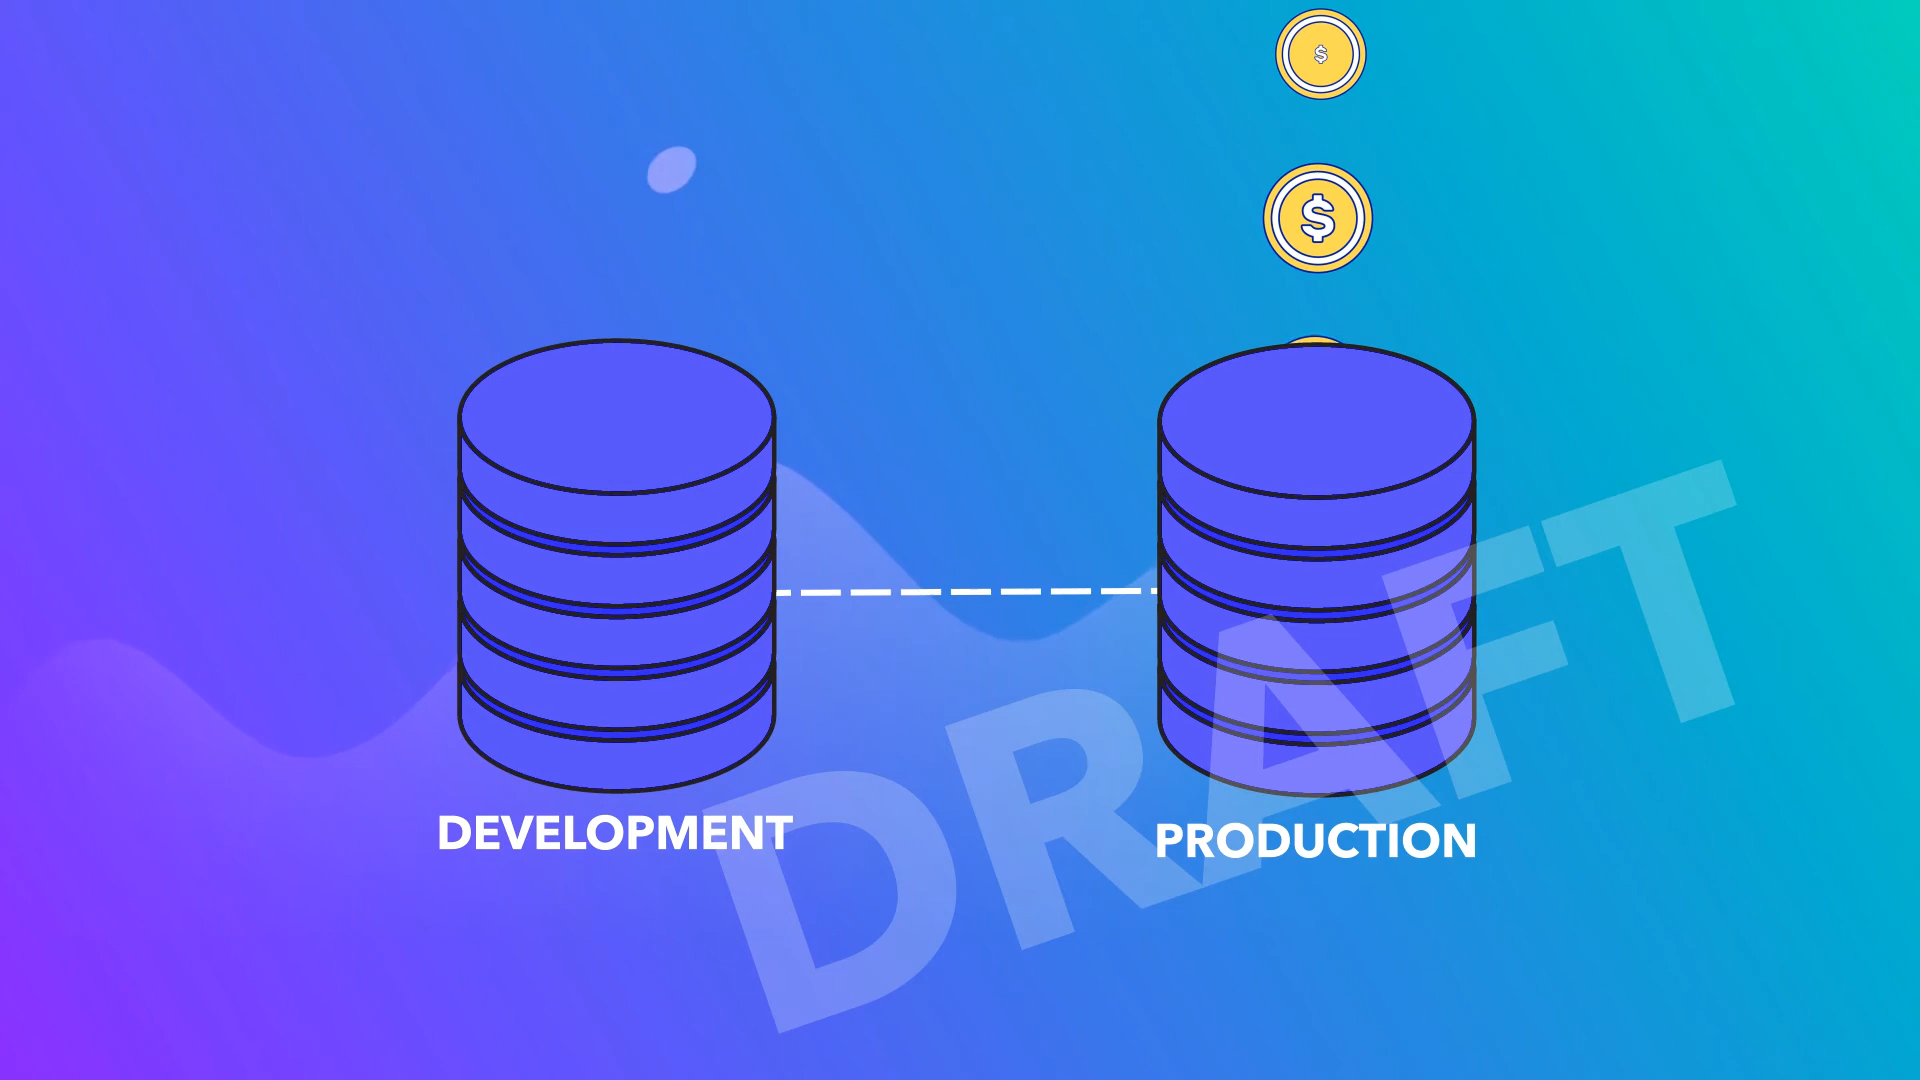 $
$
DEVELOPMENT
PRODUCTION
DRAFT